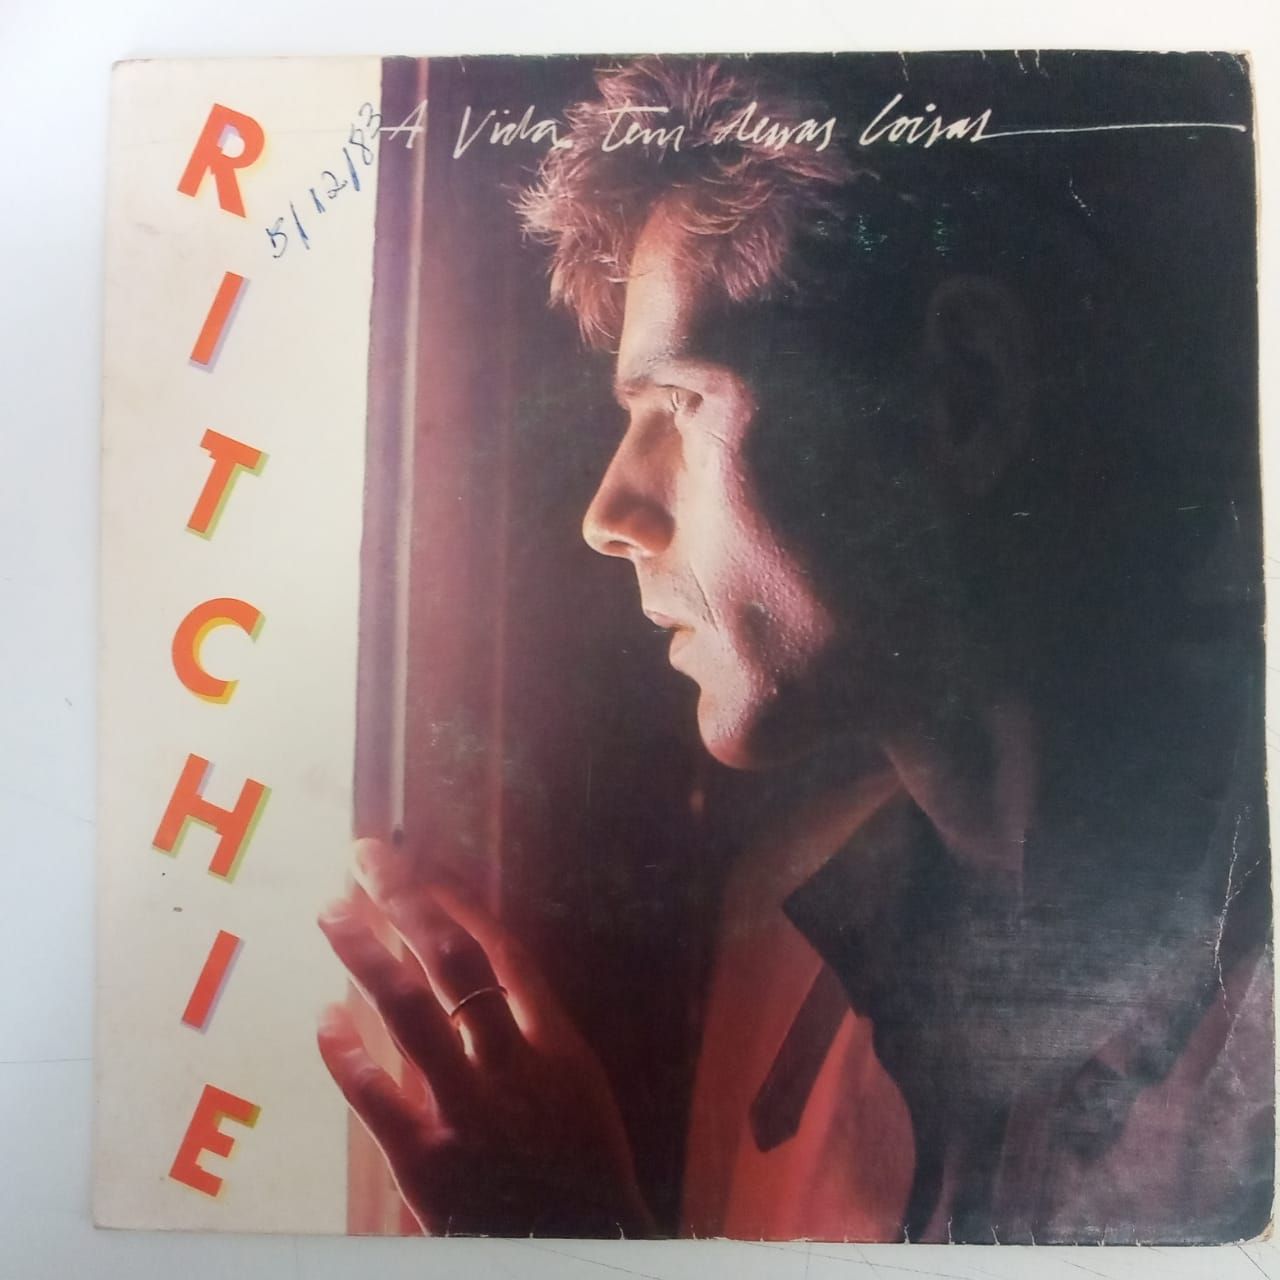 RITCHIE
5/12/83
A Vida tem dessas Coisas